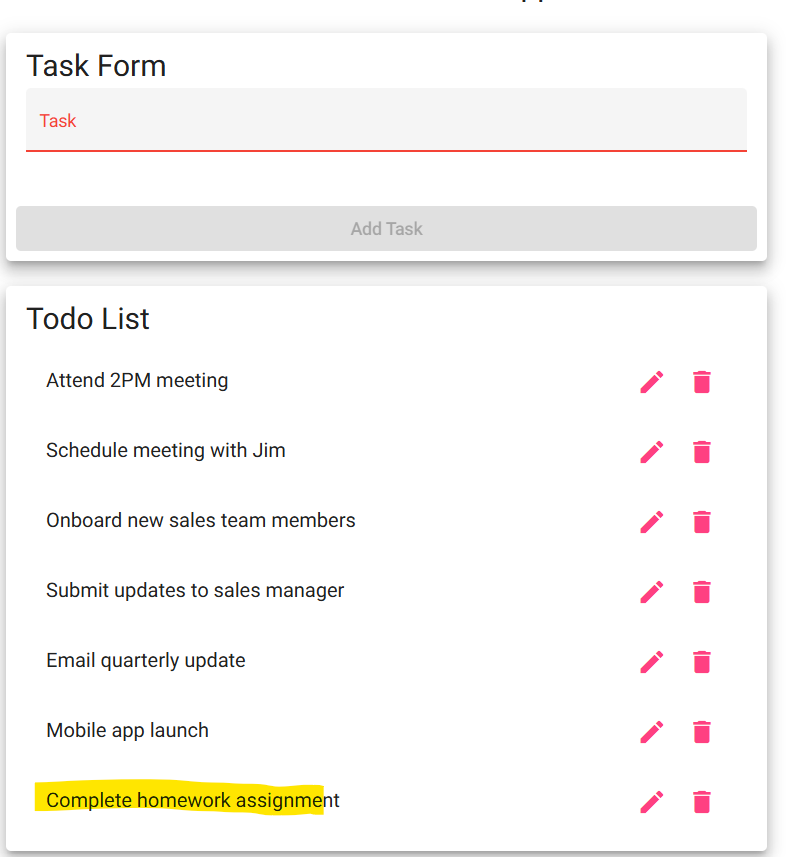 Task Form
Task
Add Task
Todo List
Attend 2PM meeting
Schedule meeting with Jim
Onboard new sales team members
Submit updates to sales manager
Email quarterly update
Mobile app launch
Complete homework assignment